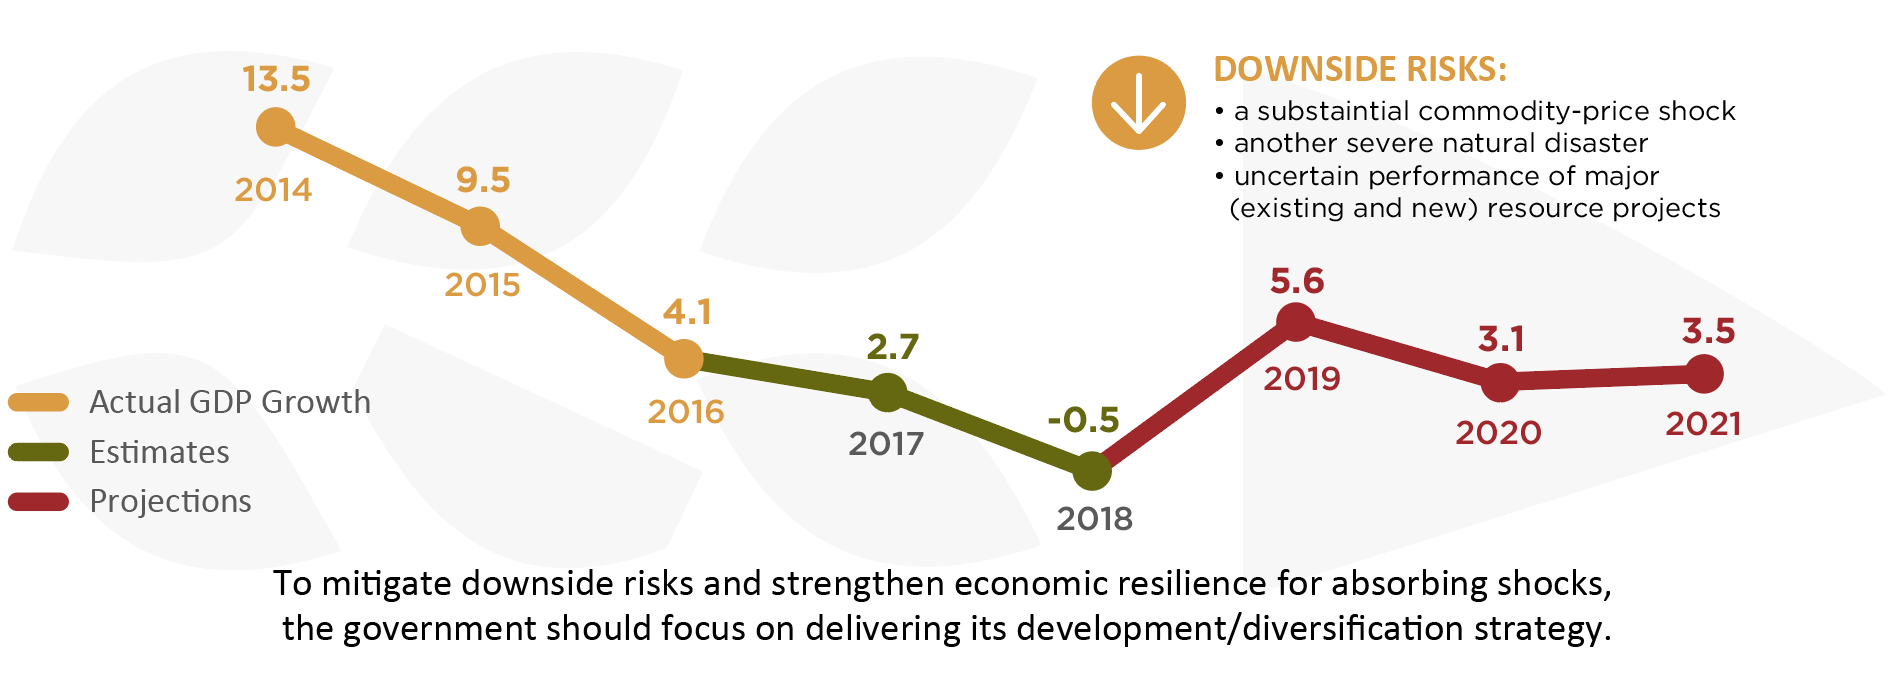 13.5
2014
9.5
2015
4.1
2016
2.7
2017
-0.5
2018
5.6
2019
3.1
2020
3.5
2021
DOWNSIDE RISKS:
• a substaintial commodity-price shock
• another severe natural disaster
• uncertain performance of major
(existing and new) resource projects
Actual GDP Growth
Estimates
Projections
To mitigate downside risks and strengthen economic resilience for absorbing shocks,
the government should focus on delivering its development/diversification strategy.